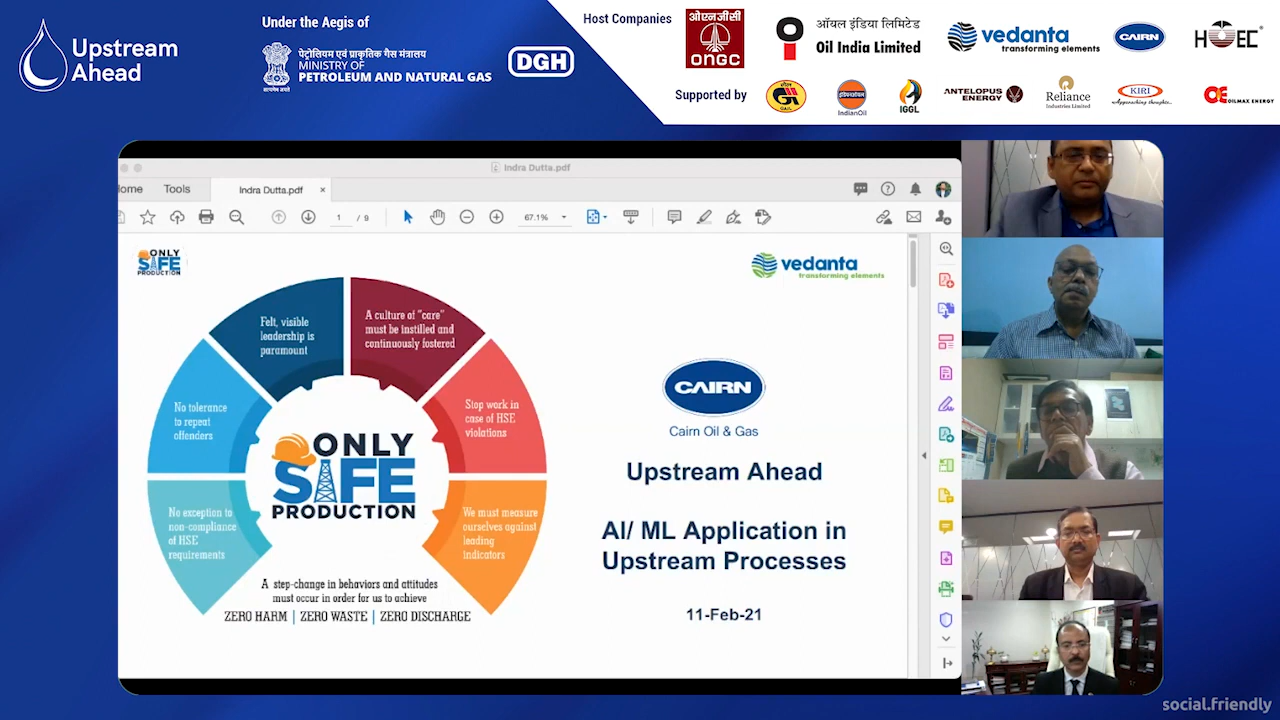 Upstream
Ahead
Under the Aegis of
पेट्रोलियम एवं प्राकृतिक गैस मंत्रालय
MINISTRY OF
PETROLEUM AND NATURAL GAS
सत्यमेव जयते
DGH
Host Companies
ओएनजीसी
ONGC
ऑयल इंडिया लिमिटेड
Oil India Limited
vedanta
transforming elements
CAIRN
HOEC
Supported by
गेल
GAIL
इंडियनऑयल
IndianOil
IGGL
ANTELOPUS
ENERGY
Reliance
Industries Limited
KIRI
Approaching thoughts..
OILMAX ENERGY
Indra Dutta.pdf
Home
Tools
Indra Dutta.pdf
×
1 / 9
67.1%
ONLY
SAFE
PRODUCTION
vedanta
transforming elements
Felt, visible
leadership is
paramount
A culture of "care"
must be instilled and
continuously fostered
No tolerance
to repeat
offenders
Stop work in
case of HSE
violations
No exception to
non-compliance
of HSE
requirements
We must measure
ourselves against
leading
indicators
ONLY
SAFE
PRODUCTION
A step-change in behaviors and attitudes
must occur in order for us to achieve
ZERO HARM | ZERO WASTE | ZERO DISCHARGE
CAIRN
Cairn Oil & Gas
Upstream Ahead
AI/ ML Application in
Upstream Processes
11-Feb-21
social.friendly